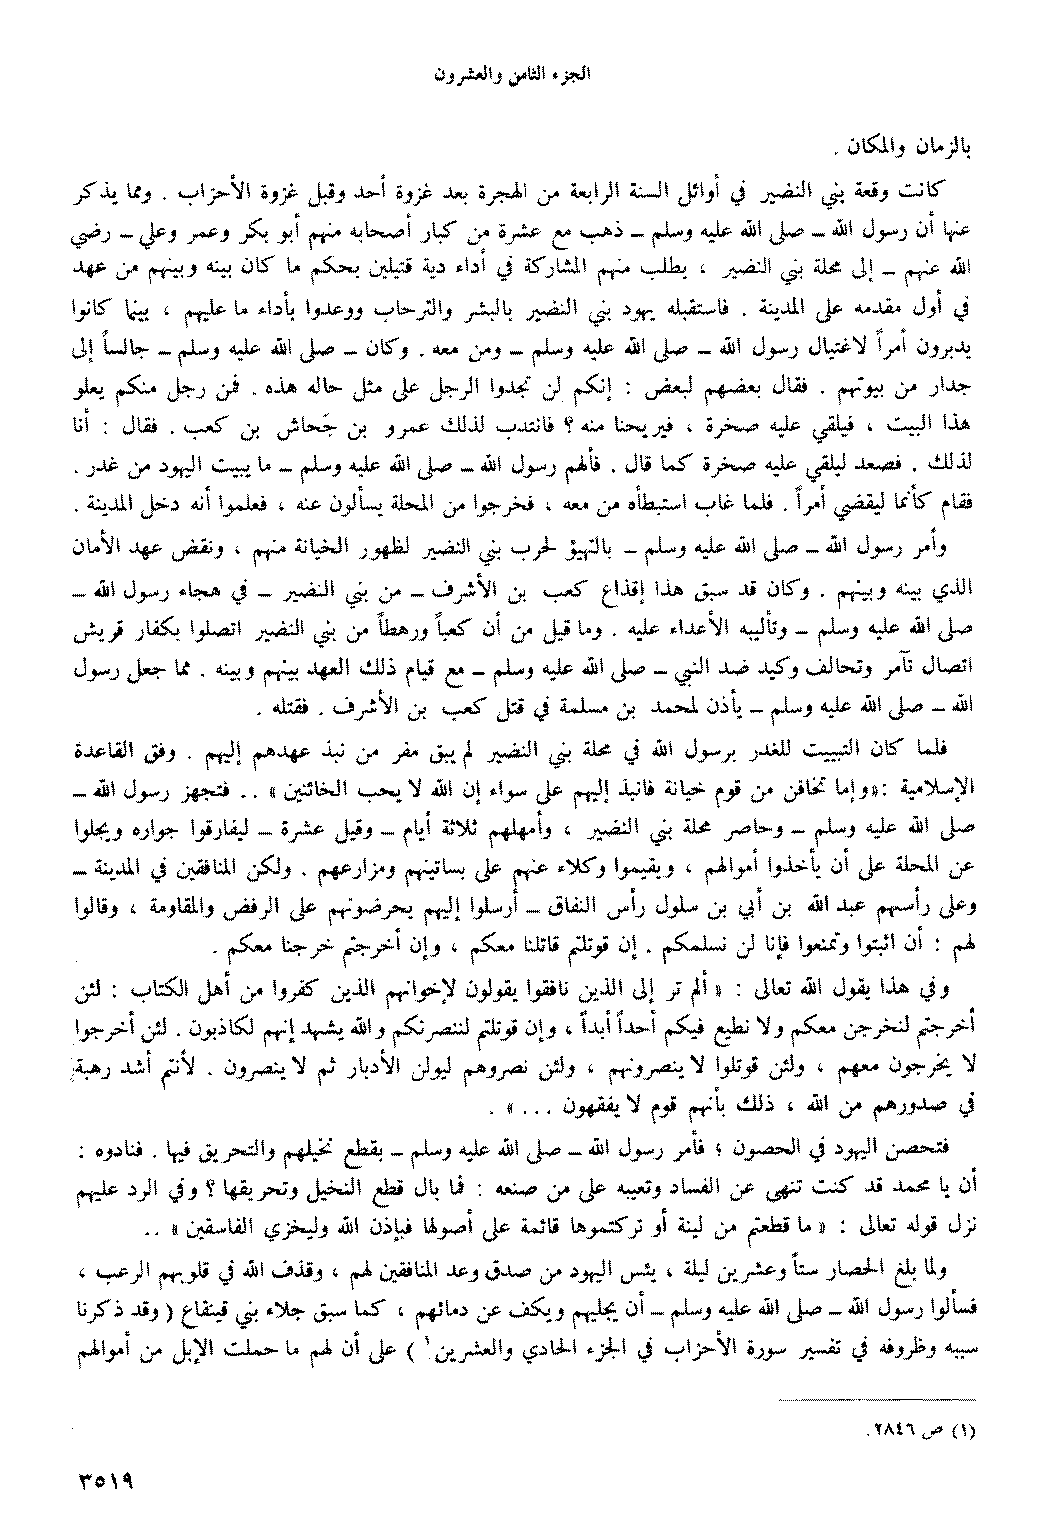 الجزء الثامن والعشرون
بالزمان والمكان .
كانت وقعة بني النضير في أوائل السنة الرابعة من الهجرة بعد غزوة أحد وقبل غزوة الأحزاب . ومما يذكر
عنها أن رسول الله – صلى الله عليه وسلم – ذهب مع عشرة من كبار أصحابه منهم أبو بكر وعمر وعلي – رضي
الله عنهم – إلى محلة بني النضير ، يطلب منهم المشاركة في أداء دية قتيلين بحكم ما كان بينه وبينهم من عهد
في أول مقدمه على المدينة . فاستقبله يهود بني النضير بالبشر والترحاب ووعدوا بأداء ما عليهم ، بينما كانوا
يدبرون أمراً لاغتيال رسول الله – صلى الله عليه وسلم – ومن معه . وكان – صلى الله عليه وسلم – جالساً إلى
جدار من بيوتهم . فقال بعضهم لبعض : إنكم لن تجدوا الرجل على مثل حاله هذه . فمن رجل منكم يعلو
هذا البيت ، فيلقي عليه صخرة ، فيريحنا منه ؟ فانتدب لذلك عمرو بن جَحاش بن كعب . فقال : أنا
لذلك . فصعد ليلقي عليه صخرة كما قال . فألهم رسول الله – صلى الله عليه وسلم – ما يبيت اليهود من غدر .
فقام كأنما ليقضي أمراً . فلما غاب استبطأه من معه ، فخرجوا من المحلة يسألون عنه ، فعلموا أنه دخل المدينة .
وأمر رسول الله – صلى الله عليه وسلم – بالتهيؤ لحرب بني النضير لظهور الخيانة منهم ، ونقض عهد الأمان
الذي بينه وبينهم . وكان قد سبق هذا إقذاع كعب بن الأشرف – من بني النضير – في هجاء رسول الله –
صلى الله عليه وسلم – وتأليبه الأعداء عليه . وما قيل من أن كعباً ورهطاً من بني النضير اتصلوا بكفار قريش
اتصال تآمر وتحالف وكيد ضد النبي – صلى الله عليه وسلم – مع قيام ذلك العهد بينهم وبينه . مما جعل رسول
الله – صلى الله عليه وسلم – يأذن لمحمد بن مسلمة في قتل كعب بن الأشرف . فقتله .
فلما كان التبييت للغدر برسول الله في محلة بني النضير لم يبق مفر من نبذ عهدهم إليهم . وفق القاعدة
الإسلامية :«وإما تخافن من قوم خيانة فانبذ إليهم على سواء إن الله لا يحب الخائنين » .. فتجهز رسول الله –
صلى الله عليه وسلم – وحاصر محلة بني النضير ، وأمهلهم ثلاثة أيام – وقيل عشرة – ليفارقوا جواره ويجلوا
عن المحلة على أن يأخذوا أموالهم ، ويقيموا وكلاء عنهم على بساتينهم ومزارعهم . ولكن المنافقين في المدينة –
وعلى رأسهم عبد الله بن أبي بن سلول رأس النفاق – أرسلوا إليهم يحرضونهم على الرفض والمقاومة ، وقالوا
لهم : أن اثبتوا وتمنعوا فإنا لن نسلمكم . إن قوتلتم قاتلنا معكم ، وإن أخرجتم خرجنا معكم .
وفي هذا يقول الله تعالى : « ألم تر إلى الذين نافقوا يقولون لإخوانهم الذين كفروا من أهل الكتاب : لئن
أخرجتم لنخرجن معكم ولا نطيع فيكم أحداً أبداً ، وإن قوتلتم لننصرنكم والله يشهد إنهم لكاذبون . لئن أخرجوا
لا يخرجون معهم ، ولئن قوتلوا لا ينصرونهم ، ولئن نصروهم ليولن الأدبار ثم لا ينصرون . لأنتم أشد رهبة
في صدورهم من الله ، ذلك بأنهم قوم لا يفقهون ... » .
فتحصن اليهود في الحصون ؛ فأمر رسول الله – صلى الله عليه وسلم – بقطع نخيلهم والتحريق فيها . فنادوه :
أن يا محمد قد كنت تنهى عن الفساد وتعيبه على من صنعه : فما بال قطع النخيل وتحريقها ؟ وفي الرد عليهم
نزل قوله تعالى : « ما قطعتم من لينة أو تركتموها قائمة على أصولها فبإذن الله وليخزي الفاسقين » ..
ولما بلغ الحصار ستاً وعشرين ليلة ، يئس اليهود من صدق وعد المنافقين لهم ، وقذف الله في قلوبهم الرعب ،
فسألوا رسول الله – صلى الله عليه وسلم – أن يجليهم ويكف عن دمائهم ، كما سبق جلاء بني قينقاع ( وقد ذكرنا
سببه وظروفه في تفسير سورة الأحزاب في الجزء الحادي والعشرين ١ ) على أن لهم ما حملت الإبل من أموالهم
(١) ص ٢٨٤٦.
٣٥١٩